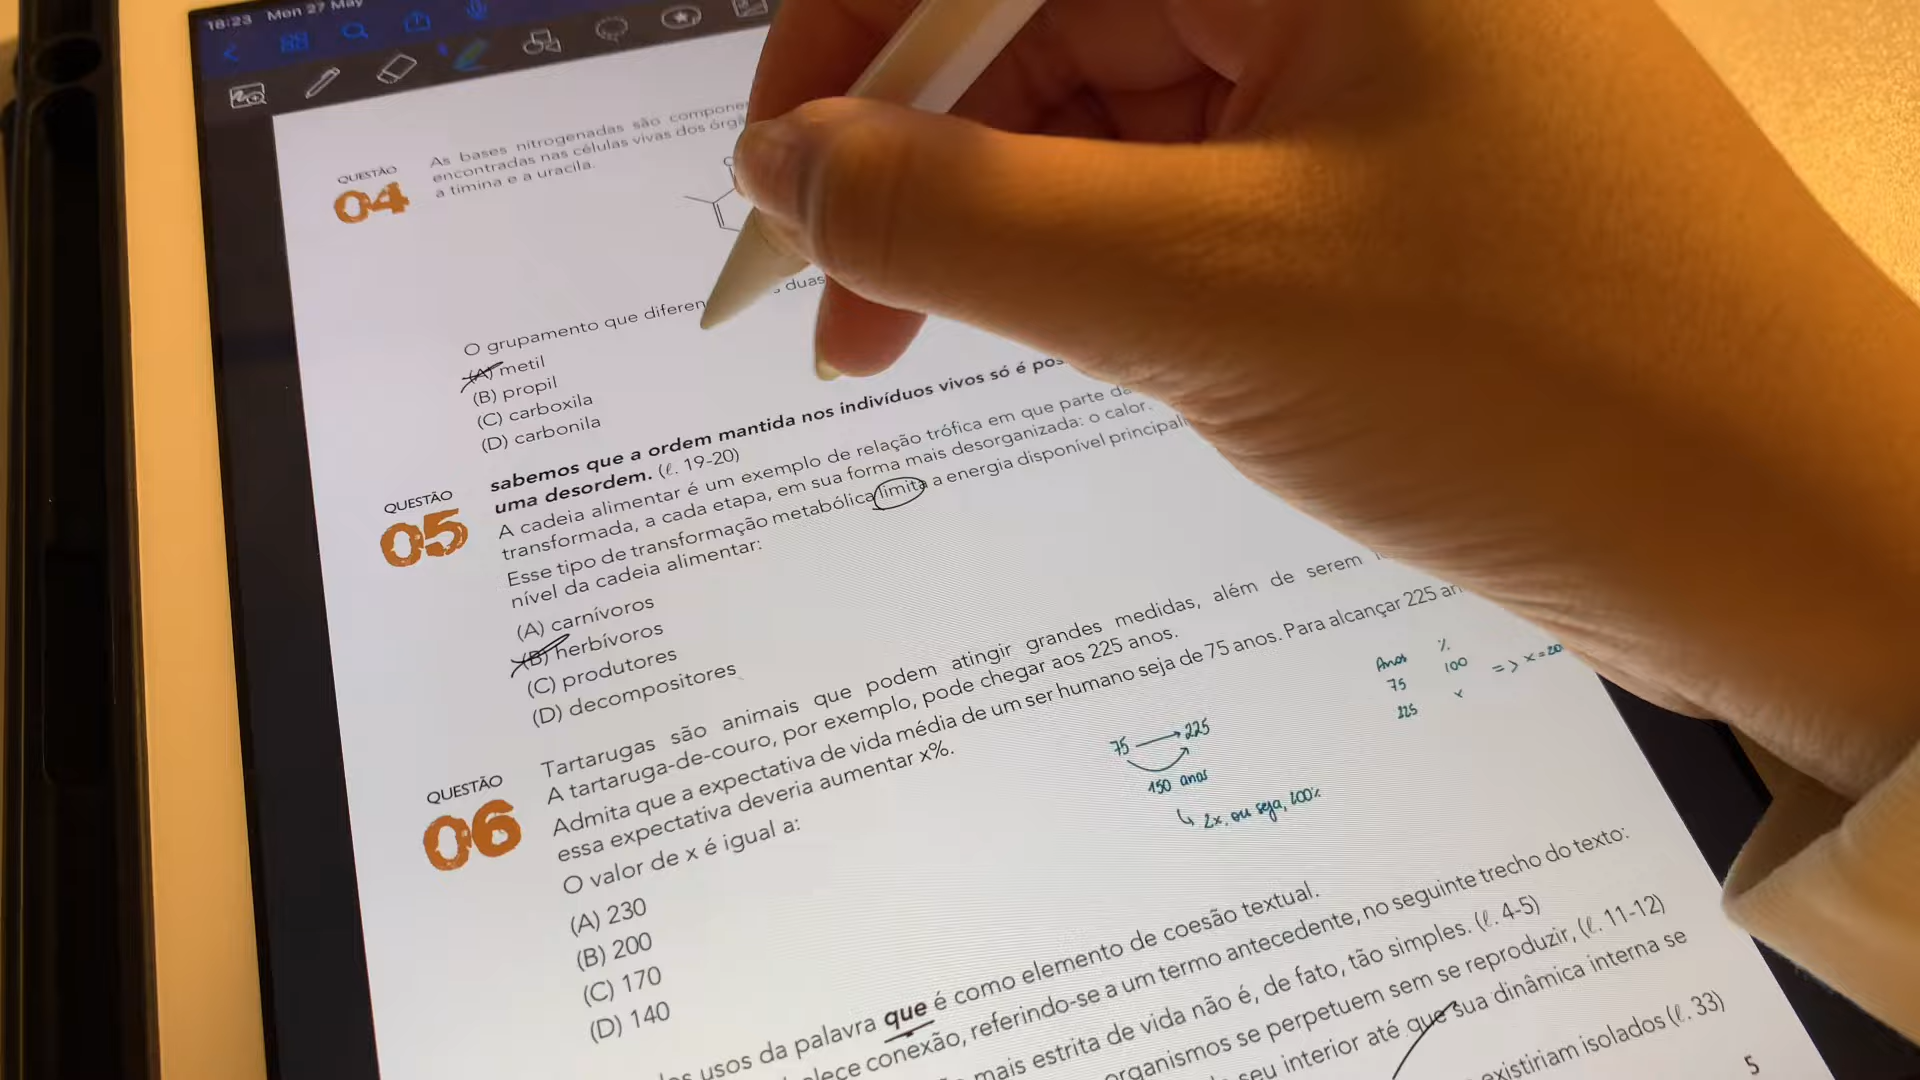 18:23 Mon 27 May
QUESTÃO
04
As bases nitrogenadas são
encontradas nas células vivas dos
a timina e a uracila.
O grupamento que
duas
(A) metil
(B) propil
(C) carboxila
(D) carbonila
QUESTÃO
05
sabemos que a ordem mantida nos indivíduos vivos só é
uma desordem. (ℓ. 19-20)
A cadeia alimentar é um exemplo de relação trófica em que parte
transformada, a cada etapa, em sua forma mais desorganizada: o calor.
Esse tipo de transformação metabólica limita a energia disponível
nível da cadeia alimentar:
(A) carnívoros
(B) herbívoros
(C) produtores
(D) decompositores
QUESTÃO
06
Tartarugas são animais que podem atingir grandes medidas, além de serem
A tartaruga-de-couro, por exemplo, pode chegar aos 225 anos.
Admita que a expectativa de vida média de um ser humano seja de 75 anos. Para alcançar 225
essa expectativa deveria aumentar x%.
O valor de x é igual a:
(A) 230
(B) 200
(C) 170
(D) 140
Anos %
75 100 => x = 20
225 x
75 → 225
150 anos
↳ 2x, ou seja, 200%
usos da palavra que é como elemento de coesão textual.
conexão, referindo-se a um termo antecedente, no seguinte trecho do texto:
mais estrita de vida não é, de fato, tão simples. (ℓ. 4-5)
organismos se perpetuem sem se reproduzir, (ℓ. 11-12)
seu interior até que sua dinâmica interna se
existiriam isolados (ℓ. 33)
5